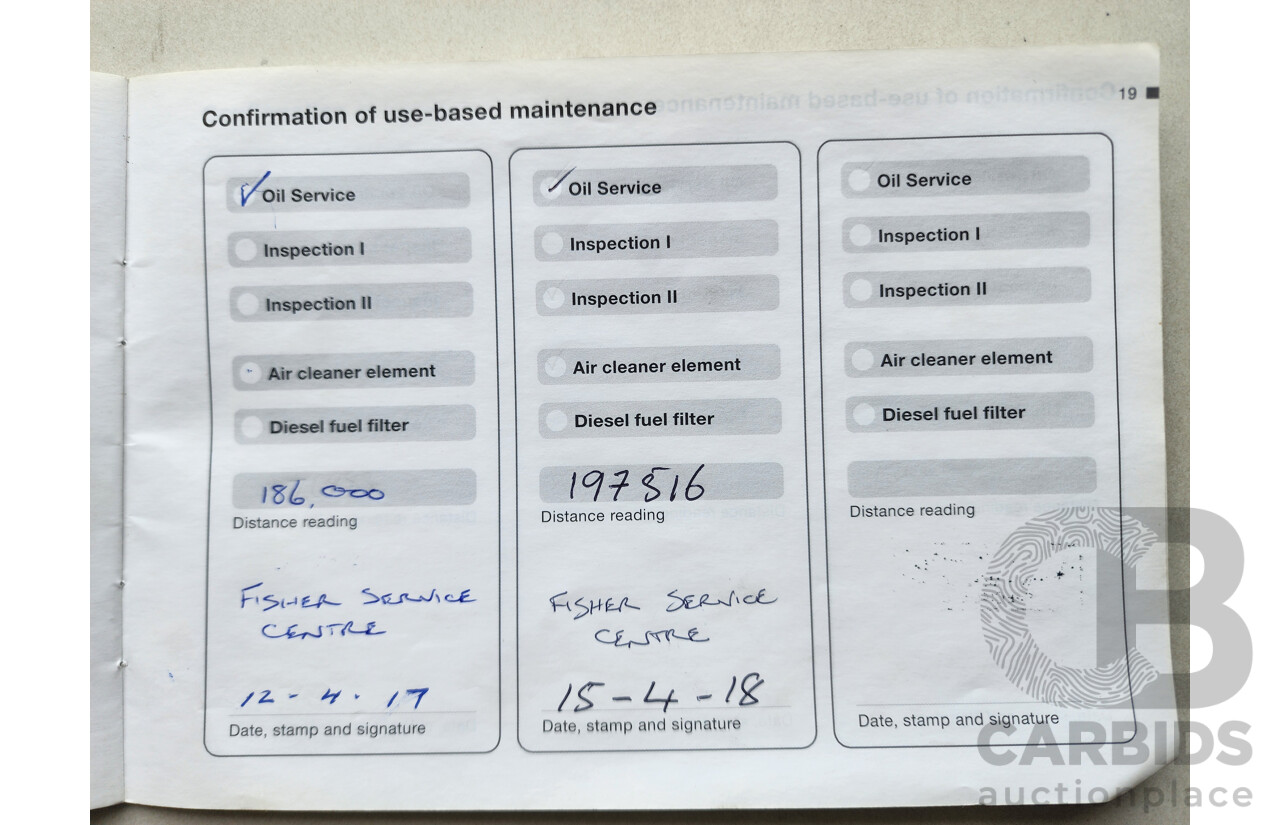 Confirmation of use-based maintenance
19
Oil Service
Inspection I
Inspection II
Air cleaner element
Diesel fuel filter
186,000
Distance reading
FISHER SERVICE
CENTRE
12 - 4 . 17
Date, stamp and signature
Oil Service
Inspection I
Inspection II
Air cleaner element
Diesel fuel filter
197516
Distance reading
FISHER SERVICE
CENTRE
15-4-18
Date, stamp and signature
Oil Service
Inspection I
Inspection II
Air cleaner element
Diesel fuel filter
Distance reading
Date, stamp and signature
CB
CARBIDS
auctionplace